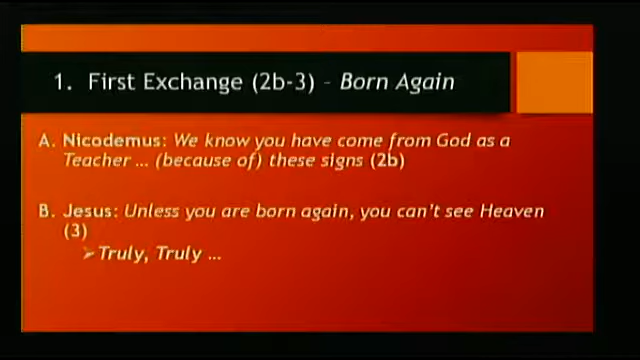 1. First Exchange (2b-3) – Born Again
A. Nicodemus: We know you have come from God as a
Teacher ... (because of) these signs (2b)
B. Jesus: Unless you are born again, you can't see Heaven
(3)
➢ Truly, Truly ...